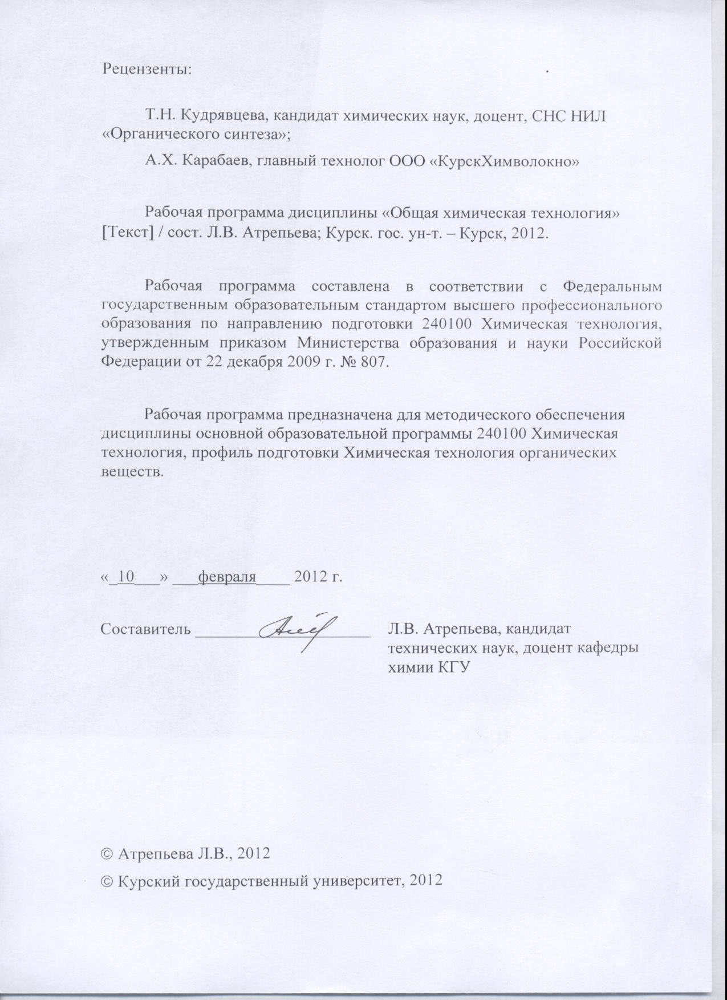 Рецензенты:
Т.Н. Кудрявцева, кандидат химических наук, доцент, СНС НИЛ
«Органического синтеза»;
А.Х. Карабаев, главный технолог ООО «КурскХимволокно»
Рабочая программа дисциплины «Общая химическая технология»
[Текст] / сост. Л.В. Атрепьева; Курск. гос. ун-т. – Курск, 2012.
Рабочая программа составлена в соответствии с Федеральным
государственным образовательным стандартом высшего профессионального
образования по направлению подготовки 240100 Химическая технология,
утвержденным приказом Министерства образования и науки Российской
Федерации от 22 декабря 2009 г. № 807.
Рабочая программа предназначена для методического обеспечения
дисциплины основной образовательной программы 240100 Химическая
технология, профиль подготовки Химическая технология органических
веществ.
«_10___» ___февраля____ 2012 г.
Составитель _____________________ Л.В. Атрепьева, кандидат
технических наук, доцент кафедры
химии КГУ
© Атрепьева Л.В., 2012
© Курский государственный университет, 2012